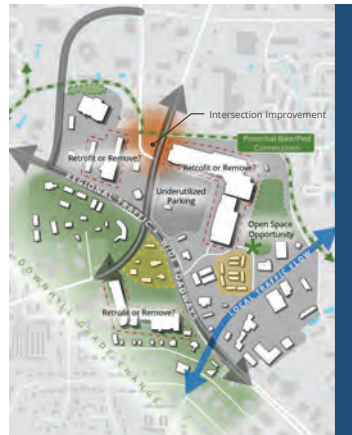 Intersection Improvement
Potential Bike/Ped
Connections
Retrofit or Remove?
Retrofit or Remove?
Underutilized
Parking
Open Space
Opportunity
LOCAL TRAFFIC FLOW
Retrofit or Remove?
DOWNHILL GRADE CHANGE